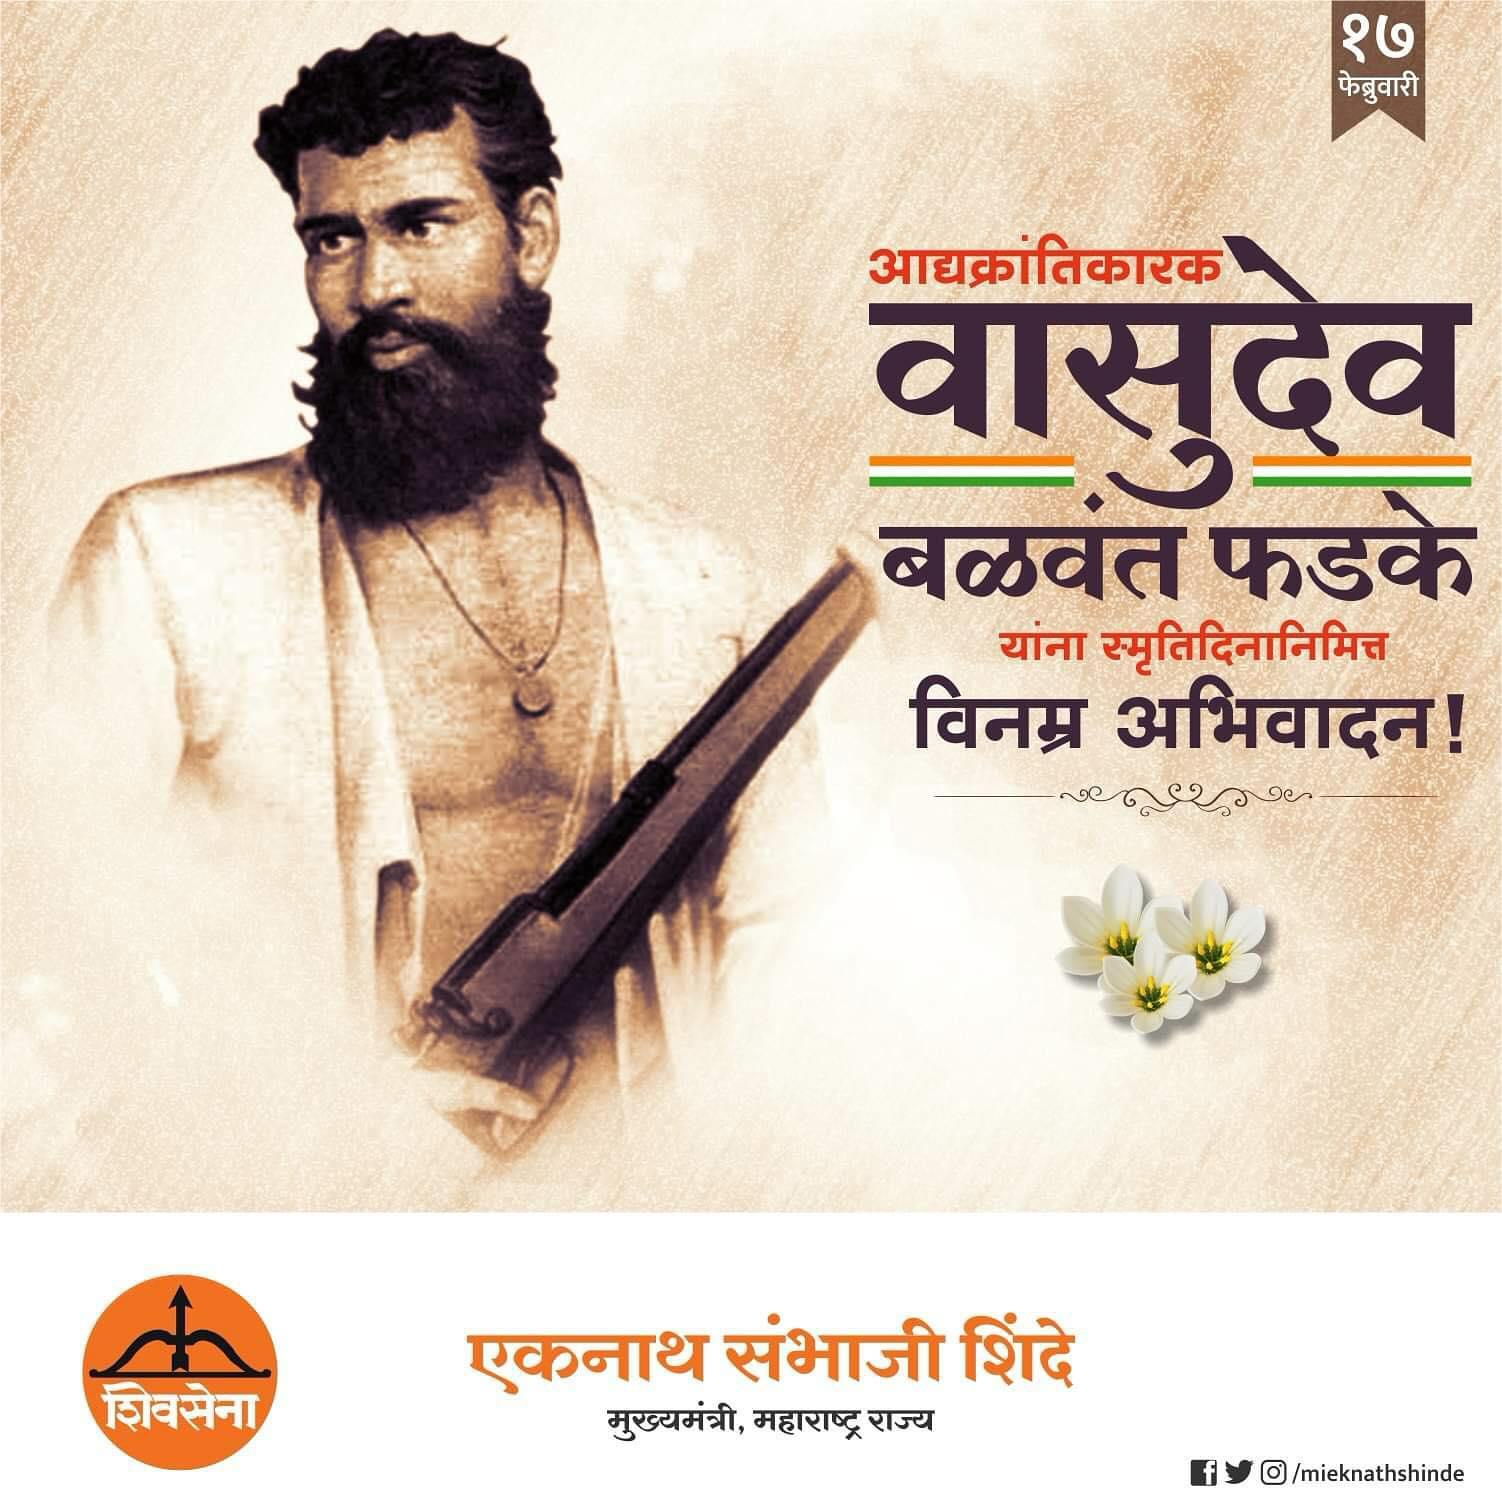 १७
फेब्रुवारी
आद्यक्रांतिकारक
वासुदेव
बळवंत फडके
यांना स्मृतिदिनानिमित्त
विनम्र अभिवादन!
शिवसेना
एकनाथ संभाजी शिंदे
मुख्यमंत्री, महाराष्ट्र राज्य
/mieknathshinde